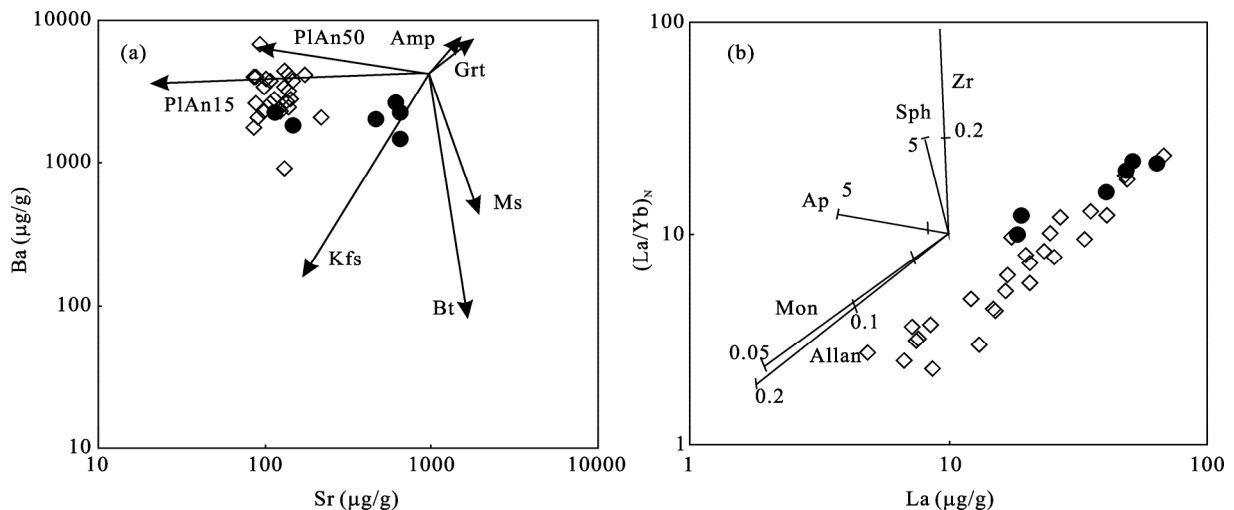 (a)
10000
1000
100
10
Ba (μg/g)
PlAn50
Amp
Grt
PlAn15
Ms
Kfs
Bt
10
100
1000
10000
Sr (μg/g)
(b)
100
10
1
(La/Yb)N
Zr
Sph
0.2
5
Ap
5
Mon
0.1
0.05
Allan
0.2
1
10
100
La (μg/g)